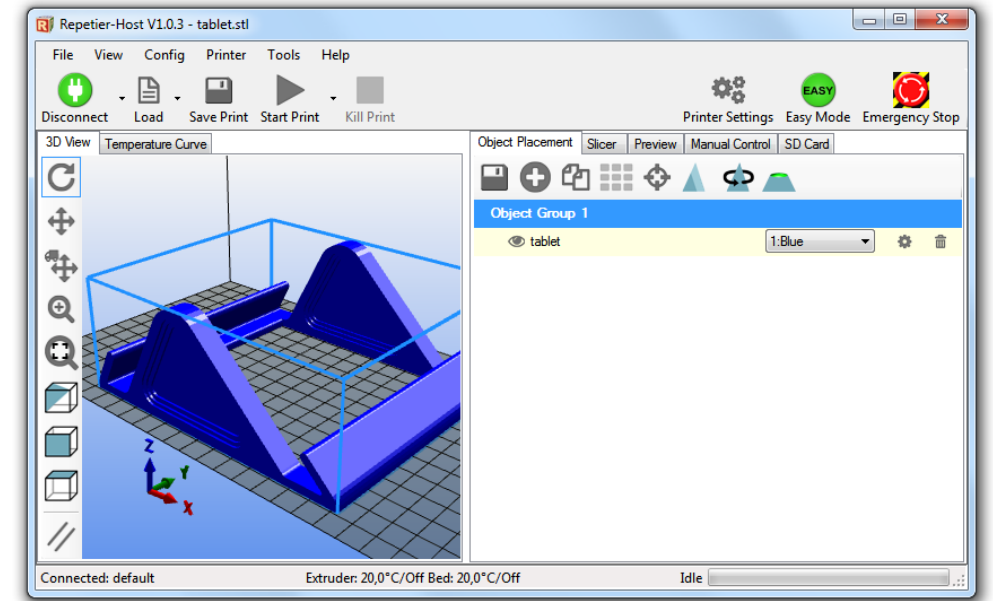 Repetier-Host V1.0.3 - tablet.stl
File View Config Printer Tools Help
EASY
Disconnect Load Save Print Start Print Kill Print Printer Settings Easy Mode Emergency Stop
3D View Temperature Curve Object Placement Slicer Preview Manual Control SD Card
Object Group 1
tablet 1:Blue
Z
Y
X
Connected: default Extruder: 20,0°C/Off Bed: 20,0°C/Off Idle